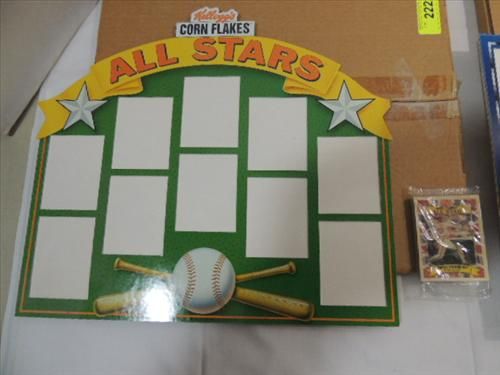 Kellogg's
CORN FLAKES
ALL STARS
222